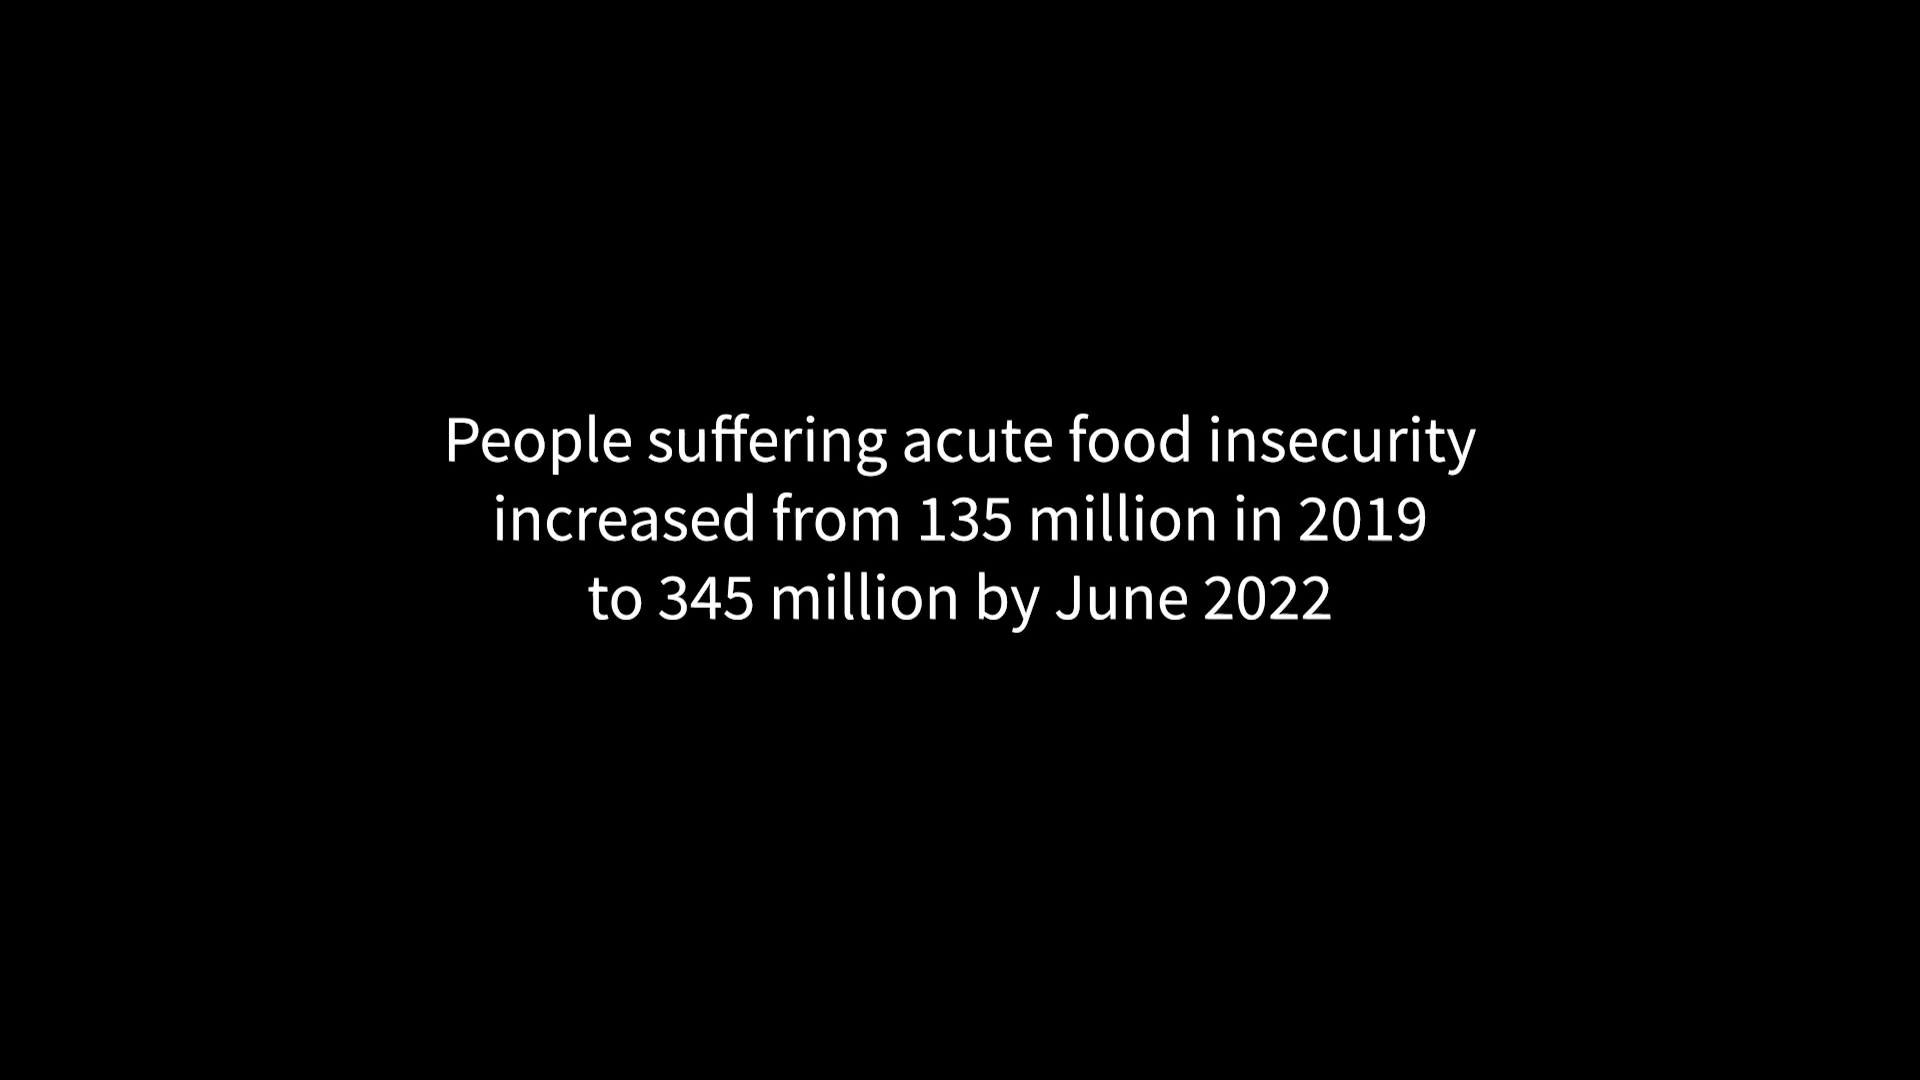 People suffering acute food insecurity
increased from 135 million in 2019
to 345 million by June 2022